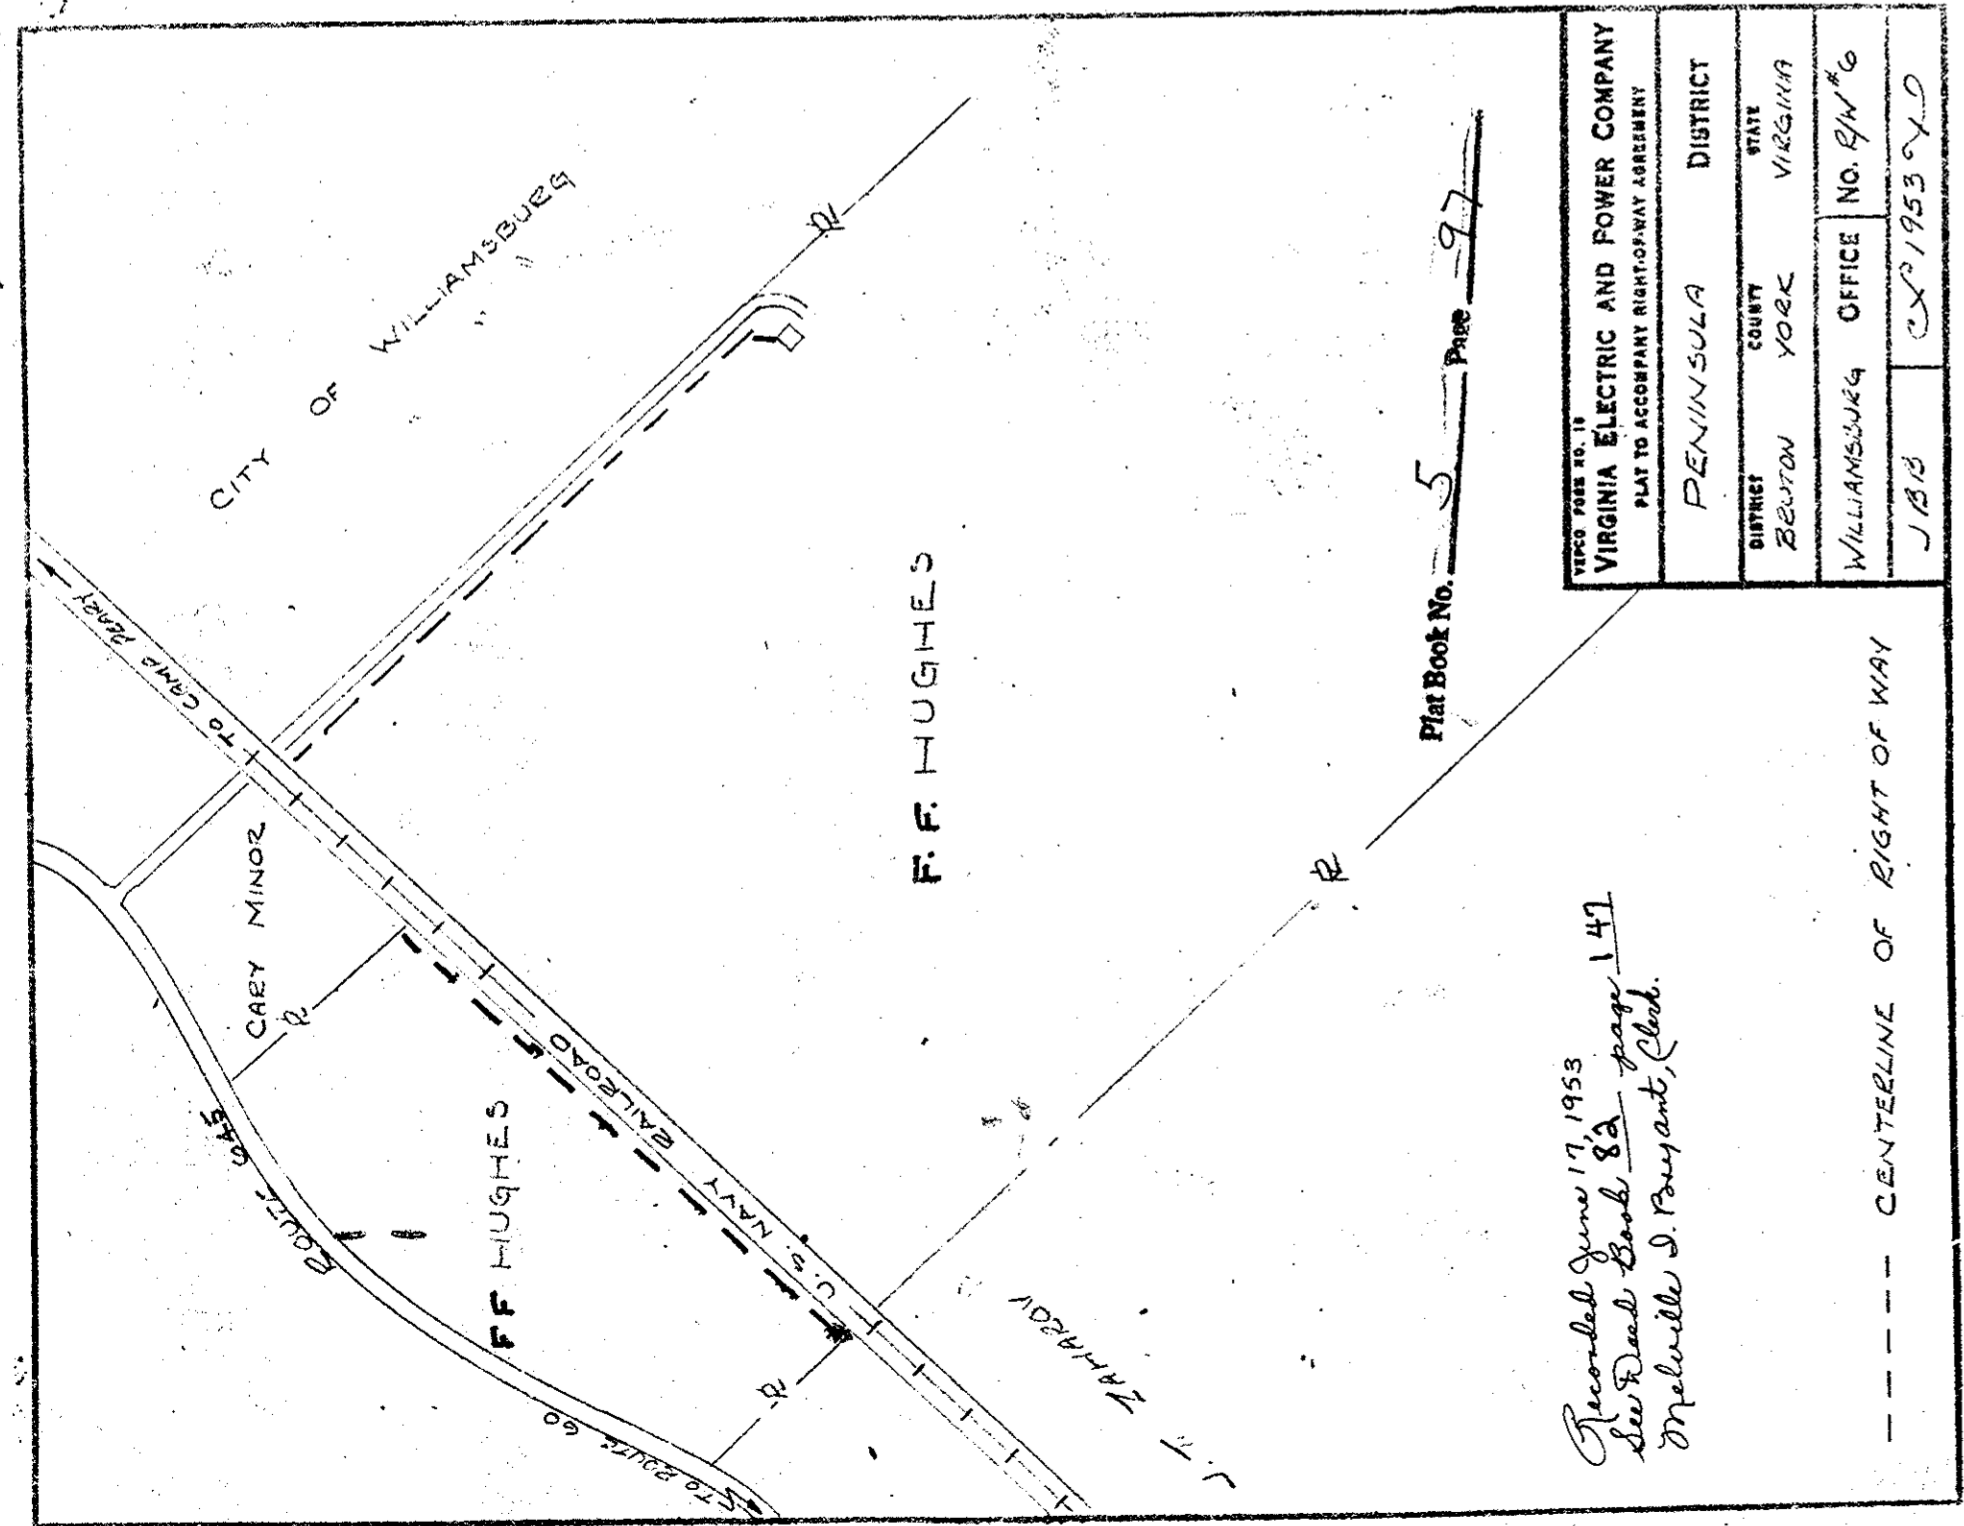 CITY OF WILLIAMSBURG
TO CAMP PEARY
CARY MINOR
F. F. HUGHES
ROUTE
F F HUGHES
U.S. NAVY RAILROAD
TO ROUTE 60
ZAHAROV
Plat Book No. 5 Page 97
Recorded June 17, 1953
See Deed Book 82 page 147
Melville I. Bryant, Clerk.
CENTERLINE OF RIGHT OF WAY
VEPCO. FORM NO. 16
VIRGINIA ELECTRIC AND POWER COMPANY
PLAT TO ACCOMPANY RIGHT-OF-WAY AGREEMENT
PENINSULA DISTRICT
DISTRICT COUNTY STATE
BRUTON YORK VIRGINIA
WILLIAMSBURG OFFICE NO. R/W #6
JBB